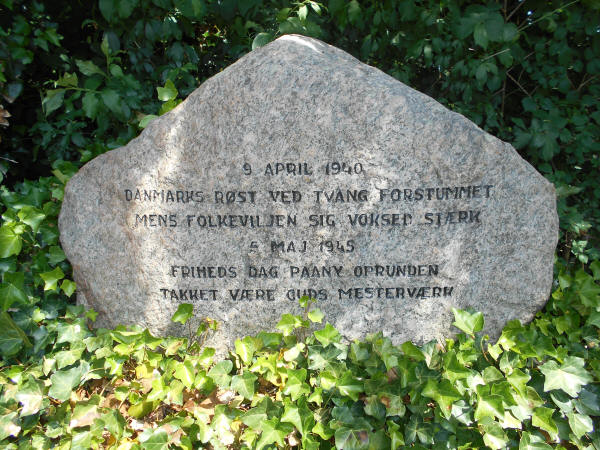 9 APRIL 1940
DANMARKS RØST VED TVANG FORSTUMMET
MENS FOLKEVILJEN SIG VOKSED STÆRK
5 MAJ 1945
FRIHEDS DAG PAANY OPRUNDEN
TAKKET VÆRE GUDS MESTERVÆRK